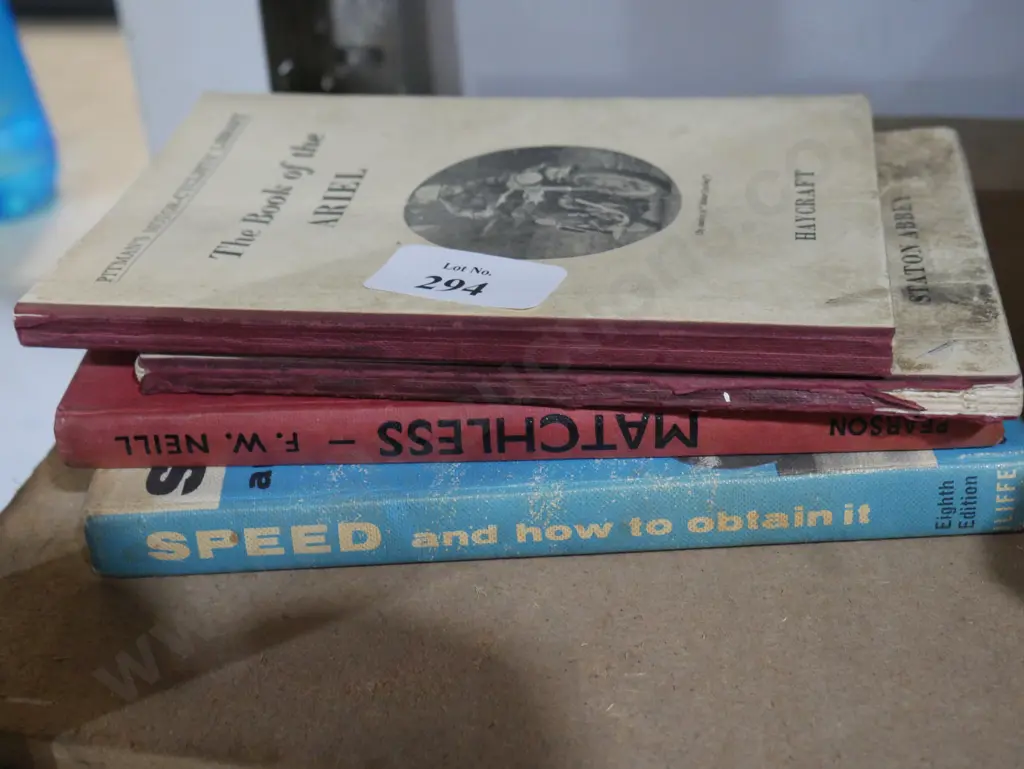 PITMAN'S MOTOR-CYCLISTS' LIBRARY
The Book of the
ARIEL
HAYCRAFT
Lot No.
294
STATON ABBEY
MATCHLESS – F. W. NEILL
PEARSON
SPEED and how to obtain it
Eighth
Edition